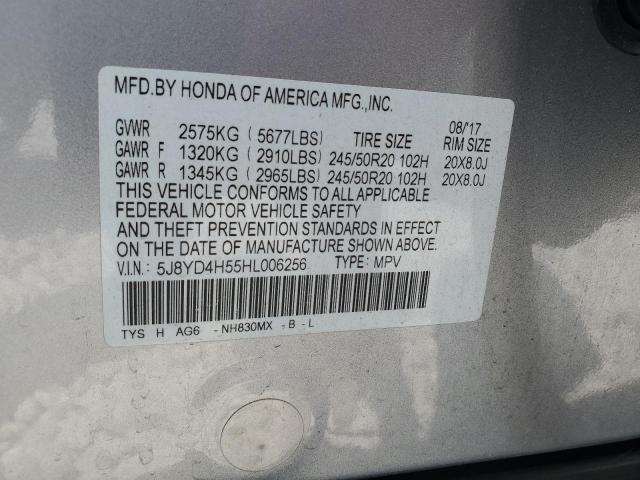 MFD.BY HONDA OF AMERICA MFG.,INC.
08/'17
GVWR 2575KG ( 5677LBS) TIRE SIZE RIM SIZE
GAWR F 1320KG ( 2910LBS) 245/50R20 102H 20X8.0J
GAWR R 1345KG ( 2965LBS) 245/50R20 102H 20X8.0J
THIS VEHICLE CONFORMS TO ALL APPLICABLE
FEDERAL MOTOR VEHICLE SAFETY
AND THEFT PREVENTION STANDARDS IN EFFECT
ON THE DATE OF MANUFACTURE SHOWN ABOVE.
V.I.N.: 5J8YD4H55HL006256 TYPE: MPV
TYS H AG6 - NH830MX - B - L